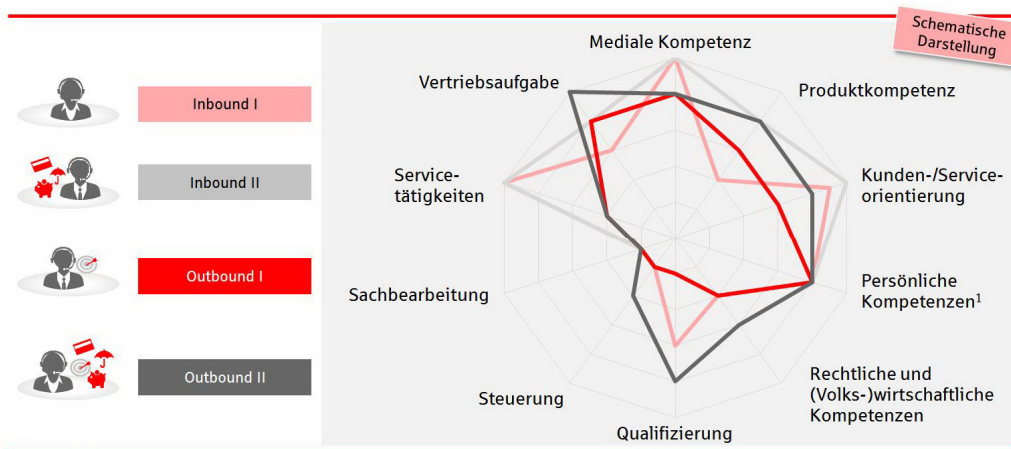 Schematische
Darstellung
Inbound I
Inbound II
Outbound I
Outbound II
Mediale Kompetenz
Produktkompetenz
Kunden-/Service-
orientierung
Persönliche
Kompetenzen¹
Rechtliche und
(Volks-)wirtschaftliche
Kompetenzen
Qualifizierung
Steuerung
Sachbearbeitung
Service-
tätigkeiten
Vertriebsaufgabe